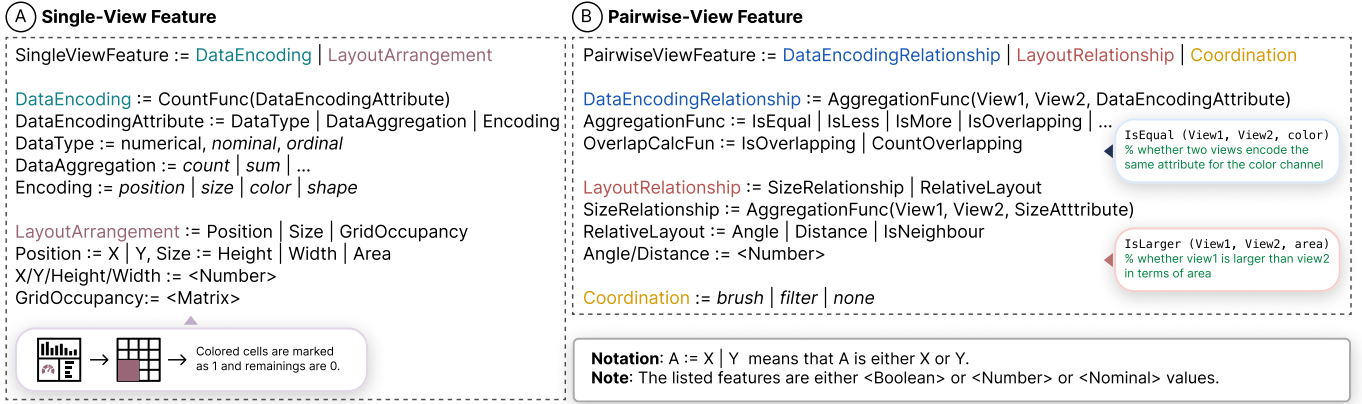 A Single-View Feature
SingleViewFeature := DataEncoding | LayoutArrangement
DataEncoding := CountFunc(DataEncodingAttribute)
DataEncodingAttribute := DataType | DataAggregation | Encoding
DataType := numerical, nominal, ordinal
DataAggregation := count | sum | ...
Encoding := position | size | color | shape
LayoutArrangement := Position | Size | GridOccupancy
Position := X | Y, Size := Height | Width | Area
X/Y/Height/Width := <Number>
GridOccupancy:= <Matrix>
Colored cells are marked
as 1 and remainings are 0.
B Pairwise-View Feature
PairwiseViewFeature := DataEncodingRelationship | LayoutRelationship | Coordination
DataEncodingRelationship := AggregationFunc(View1, View2, DataEncodingAttribute)
AggregationFunc := IsEqual | IsLess | IsMore | IsOverlapping | ...
OverlapCalcFun := IsOverlapping | CountOverlapping
IsEqual (View1, View2, color)
% whether two views encode the
same attribute for the color channel
LayoutRelationship := SizeRelationship | RelativeLayout
SizeRelationship := AggregationFunc(View1, View2, SizeAtttribute)
RelativeLayout := Angle | Distance | IsNeighbour
Angle/Distance := <Number>
IsLarger (View1, View2, area)
% whether view1 is larger than view2
in terms of area
Coordination := brush | filter | none
Notation: A := X | Y means that A is either X or Y.
Note: The listed features are either <Boolean> or <Number> or <Nominal> values.